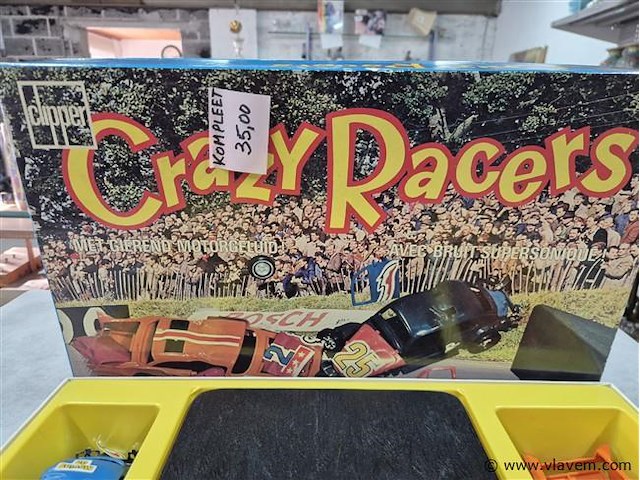 clipper
KOMPLEET
35,00
Crazy Racers
MET GIEREND MOTORGELUID!
AVEC BRUIT SUPERSONIQUE!
BOSCH
2
25
© www.vlavem.com